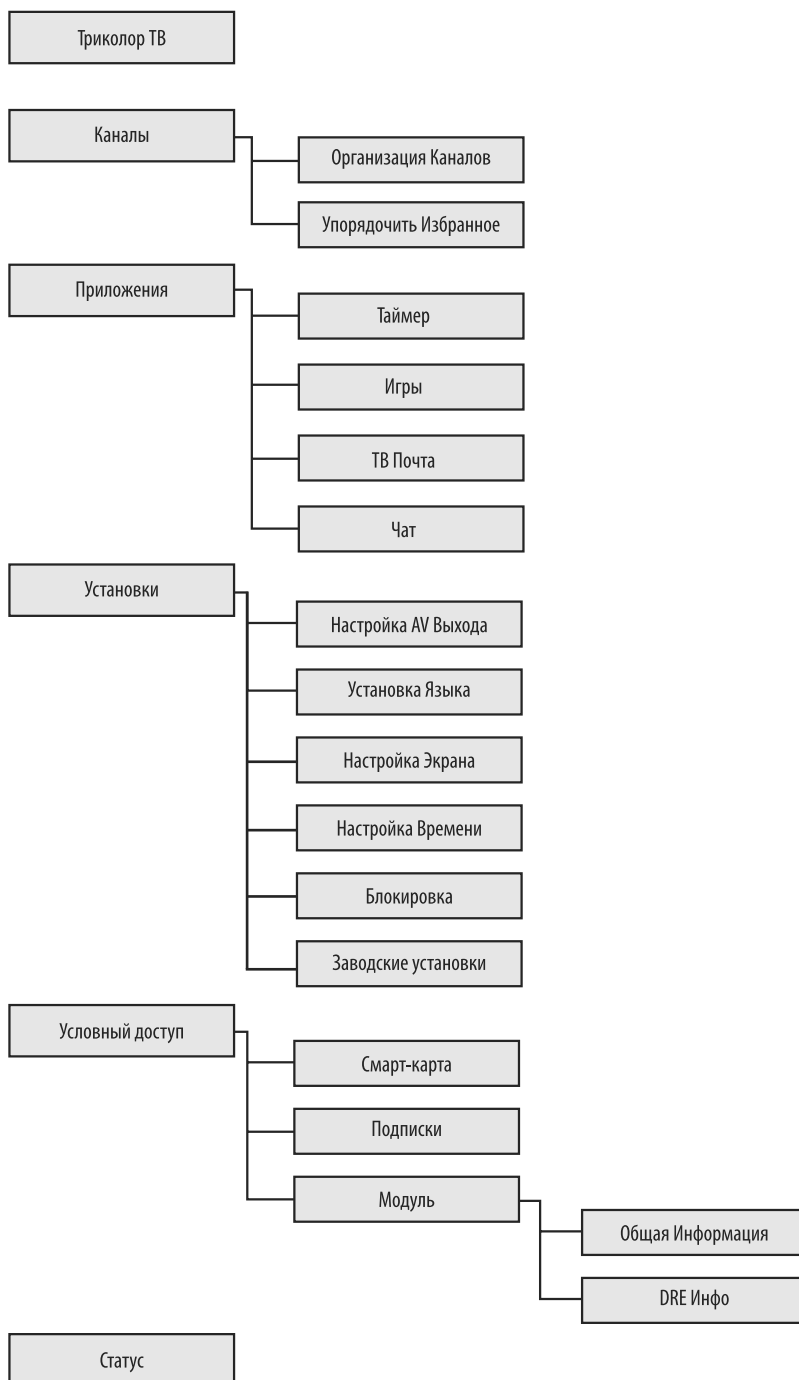 Триколор ТВ
Каналы
Организация Каналов
Упорядочить Избранное
Приложения
Таймер
Игры
ТВ Почта
Чат
Установки
Настройка AV Выхода
Установка Языка
Настройка Экрана
Настройка Времени
Блокировка
Заводские установки
Условный доступ
Смарт-карта
Подписки
Модуль
Общая Информация
DRE Инфо
Статус